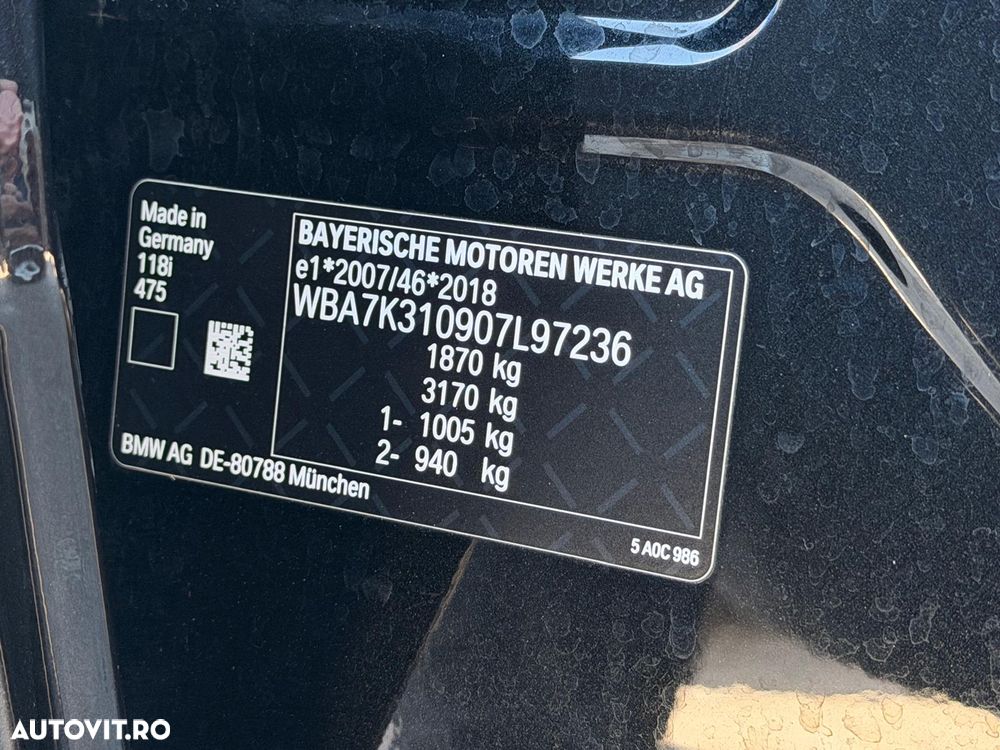 Made in
Germany
118i
475
BAYERISCHE MOTOREN WERKE AG
e1*2007/46*2018
WBA7K310907L97236
1870 kg
3170 kg
1- 1005 kg
2- 940 kg
BMW AG DE-80788 München
5 A0C 986
AUTOVIT.RO